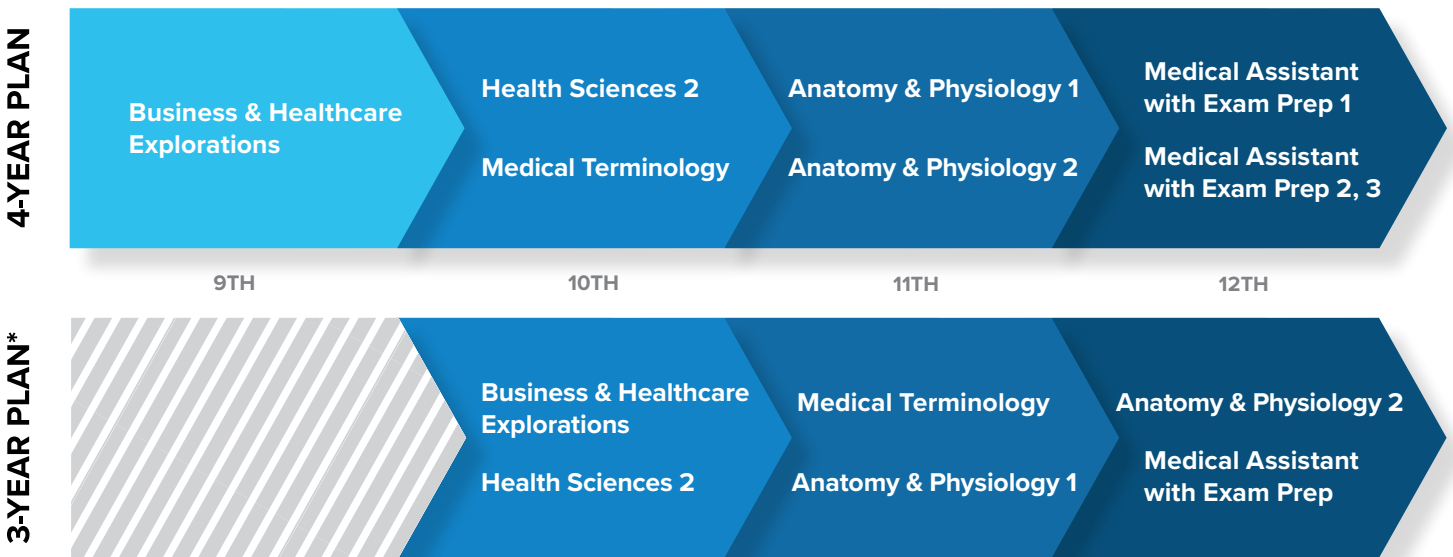 4-YEAR PLAN
Business & Healthcare
Explorations
Health Sciences 2
Medical Terminology
Anatomy & Physiology 1
Anatomy & Physiology 2
Medical Assistant
with Exam Prep 1
Medical Assistant
with Exam Prep 2, 3
9TH
10TH
11TH
12TH
3-YEAR PLAN*
Business & Healthcare
Explorations
Health Sciences 2
Medical Terminology
Anatomy & Physiology 1
Anatomy & Physiology 2
Medical Assistant
with Exam Prep